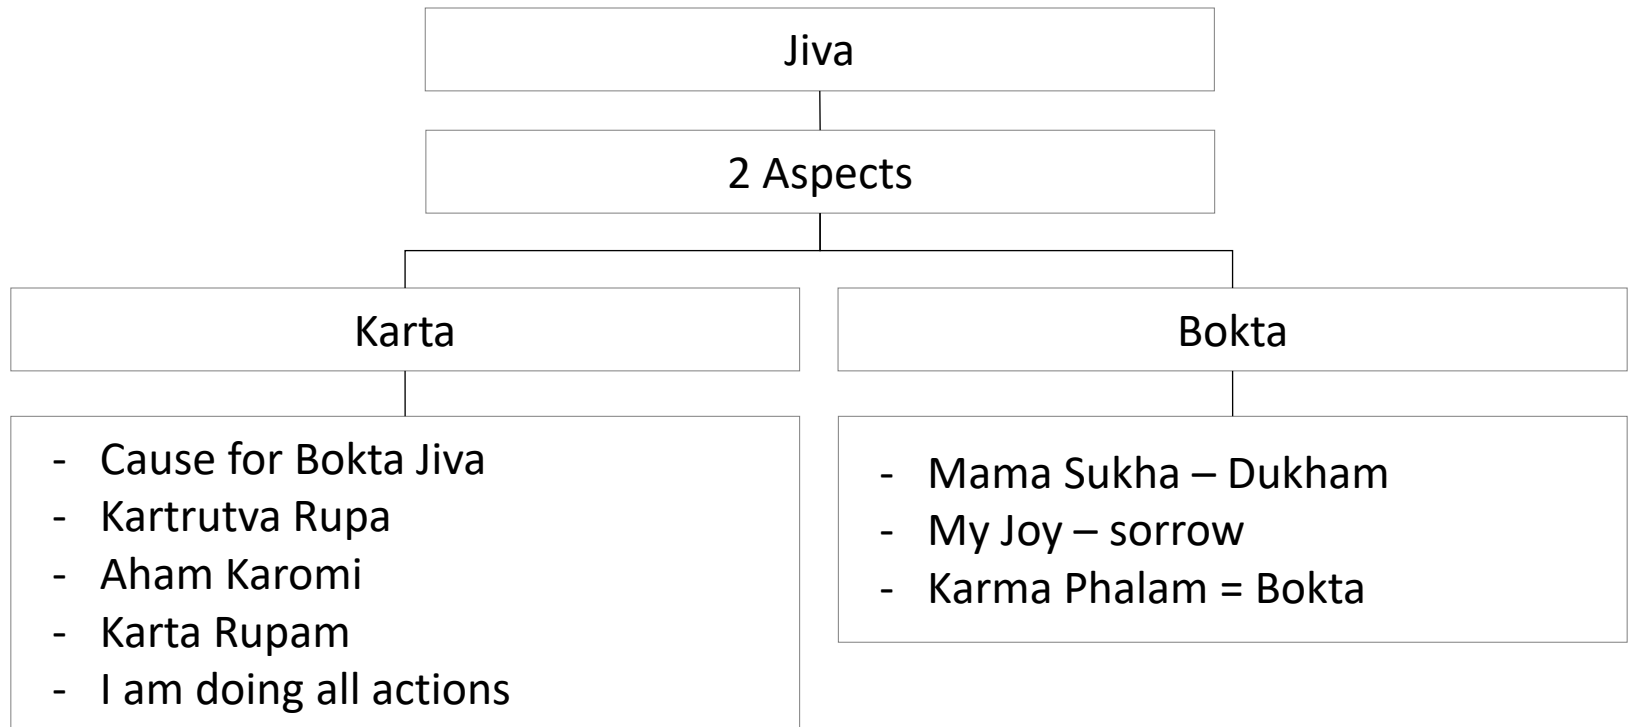 Jiva
2 Aspects
Karta
Bokta
- Cause for Bokta Jiva
- Kartrutva Rupa
- Aham Karomi
- Karta Rupam
- I am doing all actions
- Mama Sukha – Dukham
- My Joy – sorrow
- Karma Phalam = Bokta